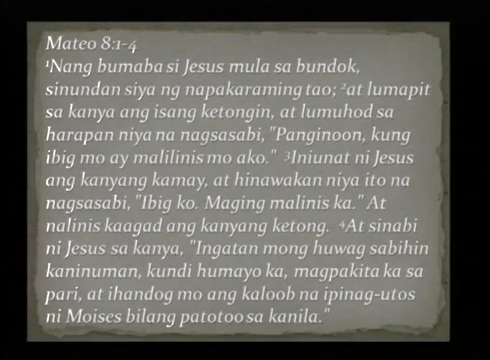 Mateo 8:1-4
¹Nang bumaba si Jesus mula sa bundok,
sinundan siya ng napakaraming tao; ²at lumapit
sa kanya ang isang ketongin, at lumuhod sa
harapan niya na nagsasabi, "Panginoon, kung
ibig mo ay malilinis mo ako." ³Iniunat ni Jesus
ang kanyang kamay, at hinawakan niya ito na
nagsasabi, "Ibig ko. Maging malinis ka." At
nalinis kaagad ang kanyang ketong. ⁴At sinabi
ni Jesus sa kanya, "Ingatan mong huwag sabihin
kaninuman, kundi humayo ka, magpakita ka sa
pari, at ihandog mo ang kaloob na ipinag-utos
ni Moises bilang patotoo sa kanila."